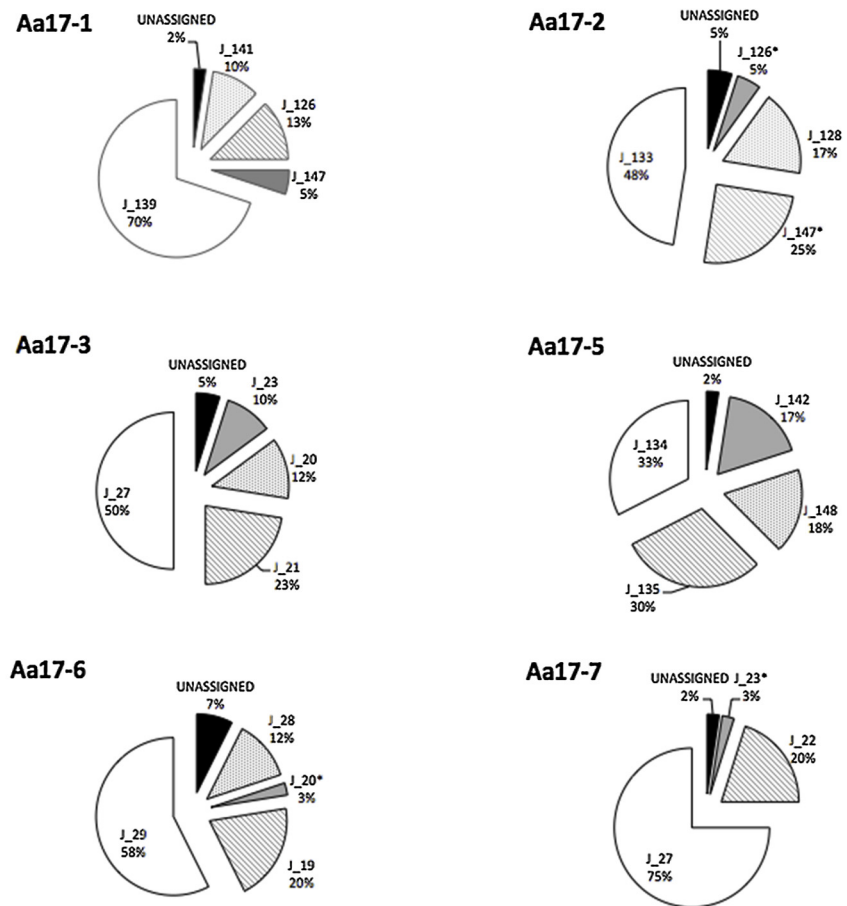 Aa17-1
UNASSIGNED
2%
J_141
10%
J_126
13%
J_147
5%
J_139
70%
Aa17-2
UNASSIGNED
5%
J_126*
5%
J_128
17%
J_147*
25%
J_133
48%
Aa17-3
UNASSIGNED
5%
J_23
10%
J_20
12%
J_21
23%
J_27
50%
Aa17-5
UNASSIGNED
2%
J_142
17%
J_148
18%
J_135
30%
J_134
33%
Aa17-6
UNASSIGNED
7%
J_28
12%
J_20*
3%
J_19
20%
J_29
58%
Aa17-7
UNASSIGNED
2%
J_23*
3%
J_22
20%
J_27
75%